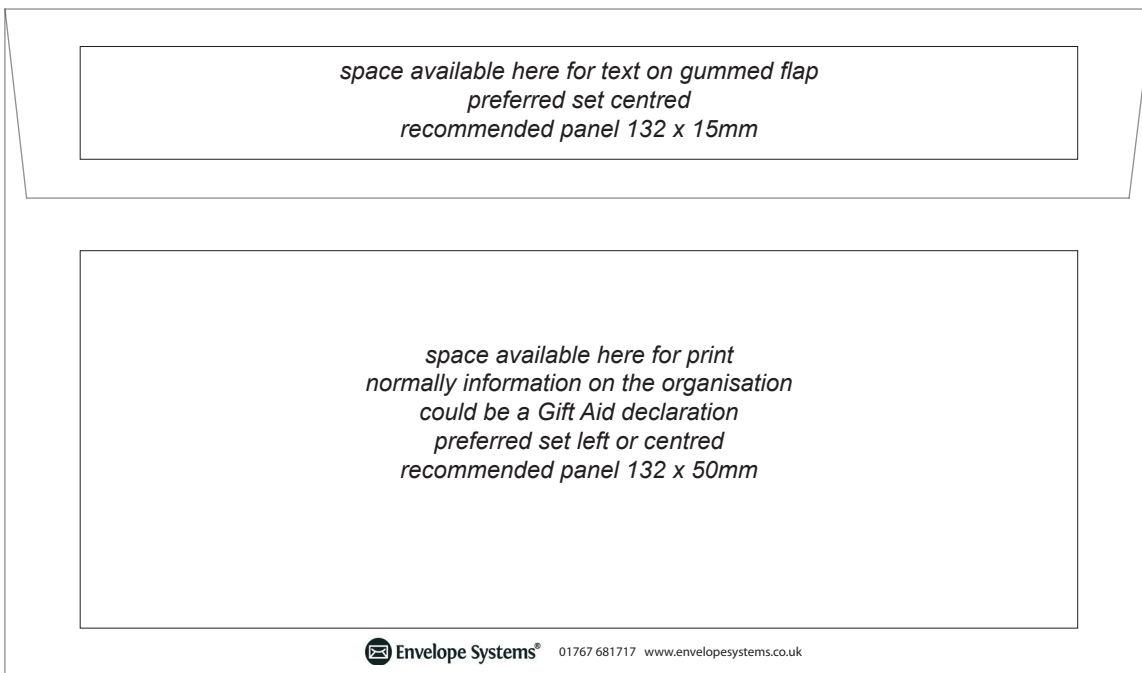 space available here for text on gummed flap
preferred set centred
recommended panel 132 x 15mm
space available here for print
normally information on the organisation
could be a Gift Aid declaration
preferred set left or centred
recommended panel 132 x 50mm
Envelope Systems® 01767 681717 www.envelopesystems.co.uk